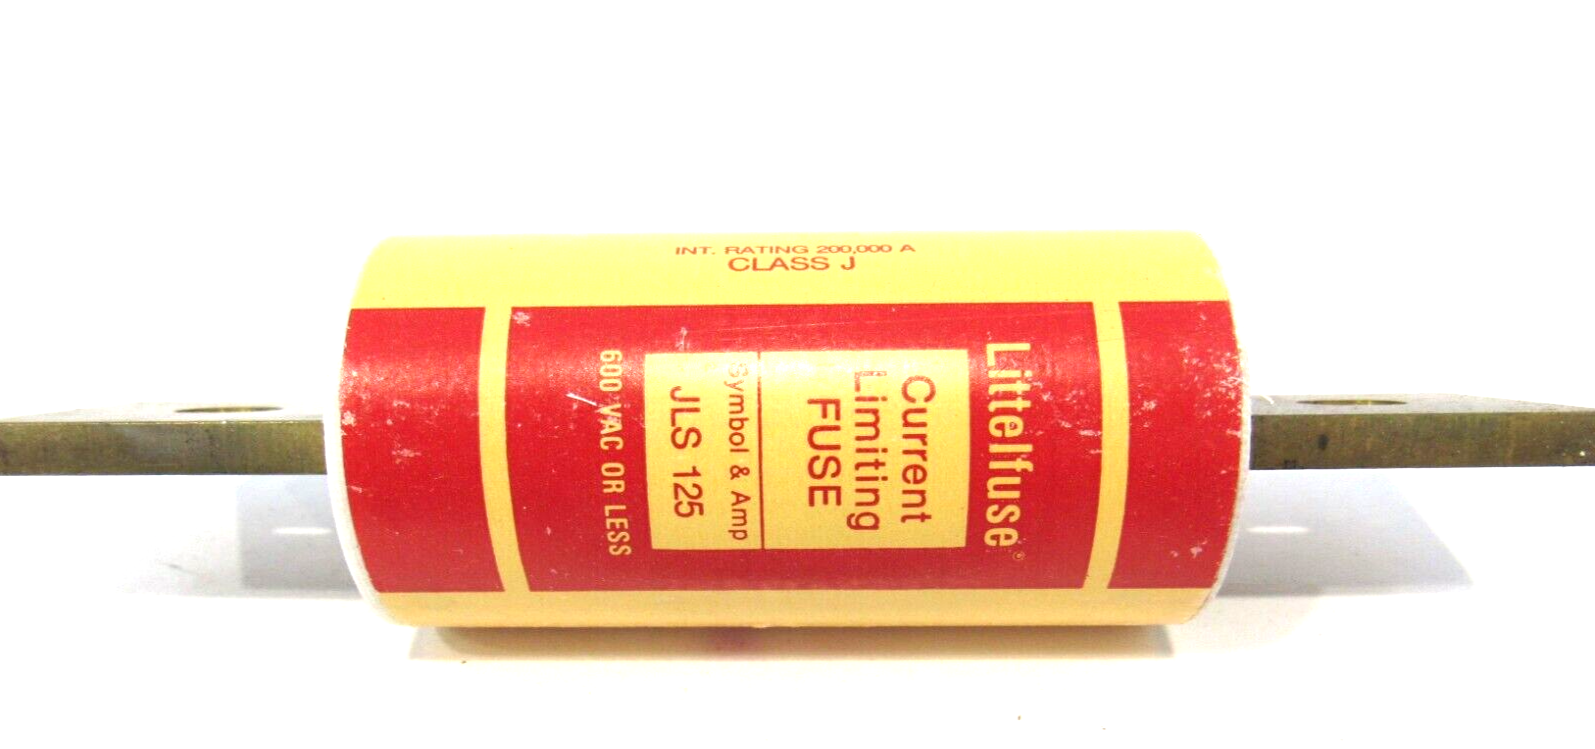 INT. RATING 200,000 A
CLASS J
Littelfuse®
Current
Limiting
FUSE
Symbol & Amp
JLS 125
600 VAC OR LESS